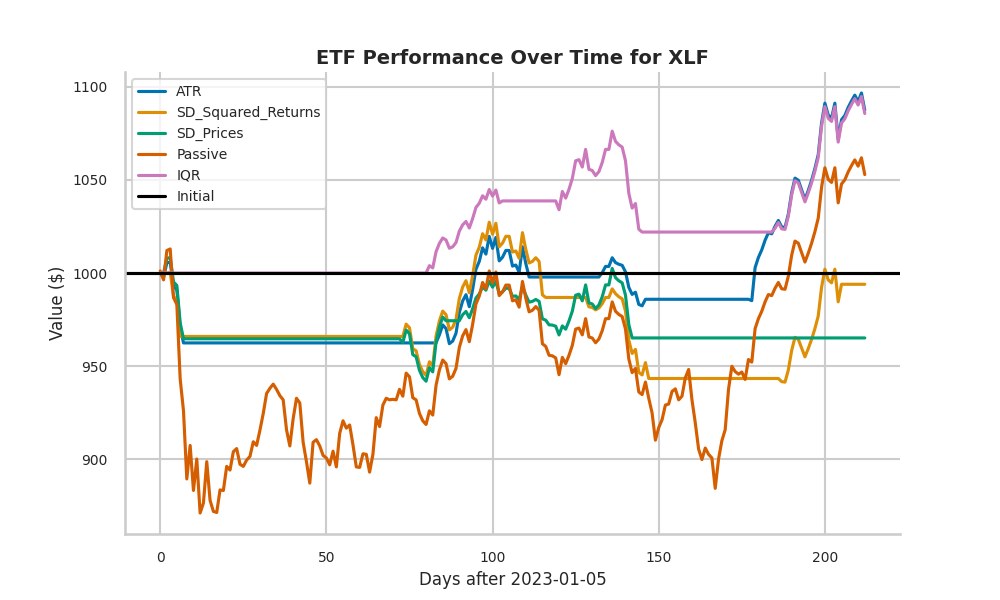 ETF Performance Over Time for XLF
ATR
SD_Squared_Returns
SD_Prices
Passive
IQR
Initial
Value ($)
1100
1050
1000
950
900
0 50 100 150 200
Days after 2023-01-05